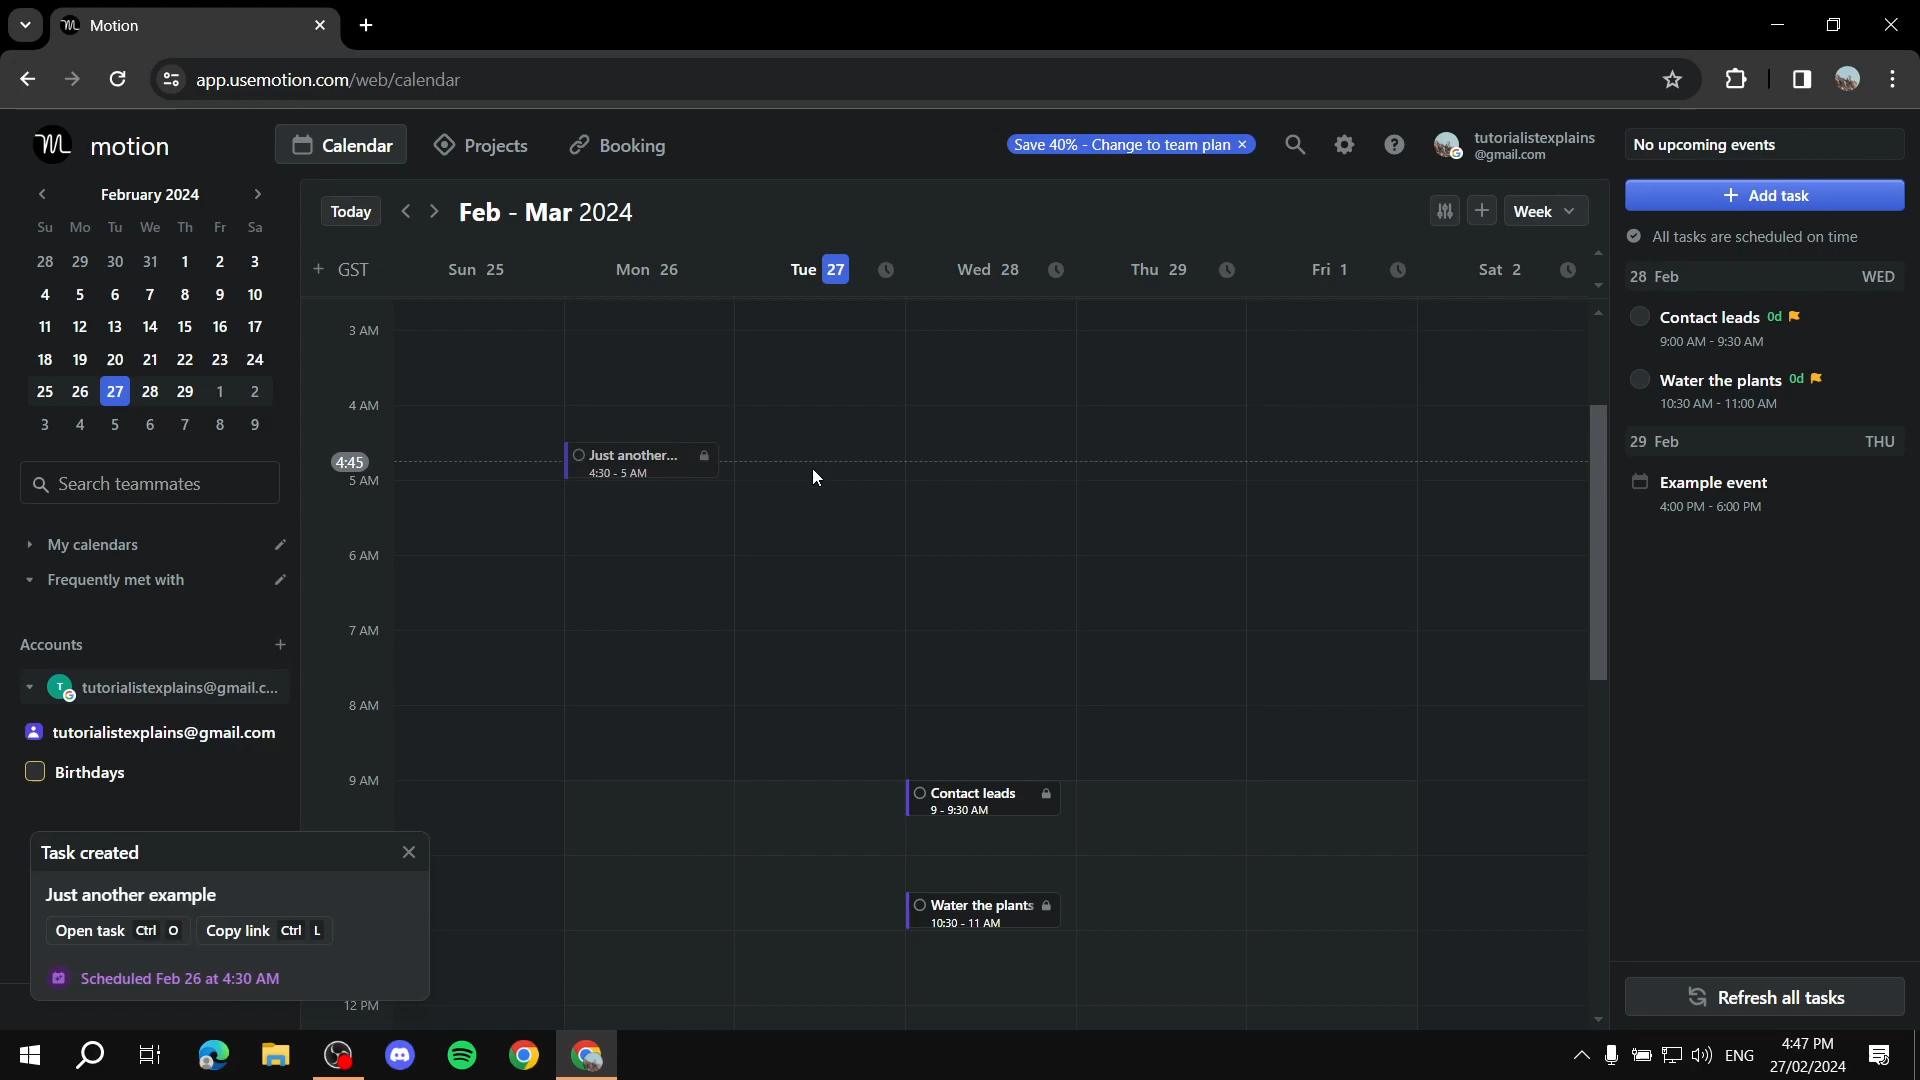 Motion
app.usemotion.com/web/calendar
motion
Calendar
Projects
Booking
Save 40% - Change to team plan ×
tutorialistexplains
@gmail.com
No upcoming events
February 2024
Su Mo Tu We Th Fr Sa
28 29 30 31 1 2 3
4 5 6 7 8 9 10
11 12 13 14 15 16 17
18 19 20 21 22 23 24
25 26 27 28 29 1 2
3 4 5 6 7 8 9
Search teammates
My calendars
Frequently met with
Accounts
tutorialistexplains@gmail.c...
tutorialistexplains@gmail.com
Birthdays
Today
Feb - Mar 2024
Week
+ GST
Sun 25
Mon 26
Tue 27
Wed 28
Thu 29
Fri 1
Sat 2
3 AM
4 AM
4:45
5 AM
6 AM
7 AM
8 AM
9 AM
12 PM
Just another...
4:30 - 5 AM
Contact leads
9 - 9:30 AM
Water the plants
10:30 - 11 AM
+ Add task
All tasks are scheduled on time
28 Feb WED
Contact leads 0d
9:00 AM - 9:30 AM
Water the plants 0d
10:30 AM - 11:00 AM
29 Feb THU
Example event
4:00 PM - 6:00 PM
Refresh all tasks
Task created
Just another example
Open task Ctrl O
Copy link Ctrl L
Scheduled Feb 26 at 4:30 AM
ENG
4:47 PM
27/02/2024